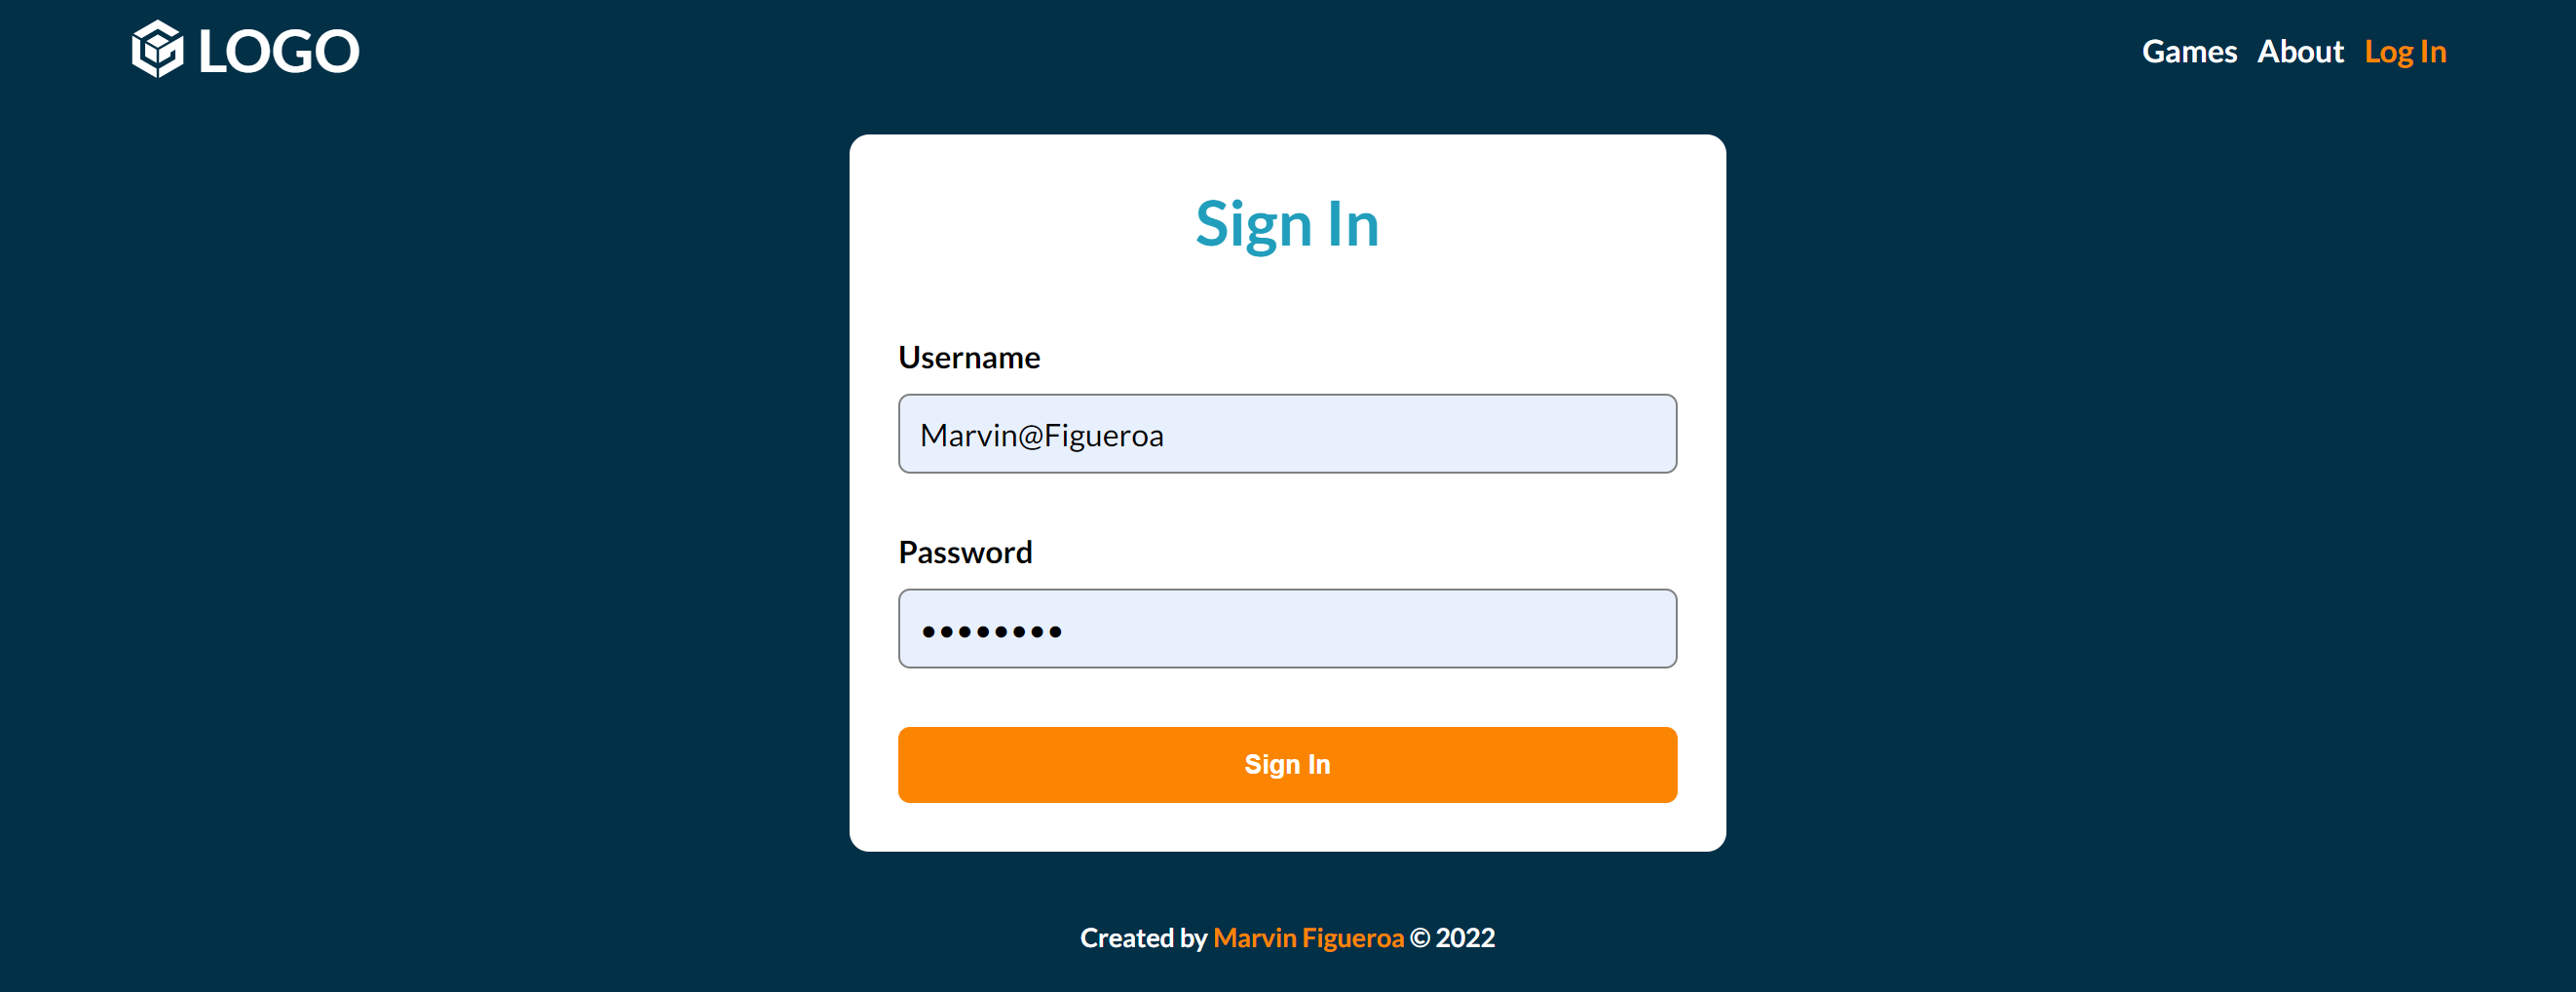 LOGO
Games About Log In
Sign In
Username
Marvin@Figueroa
Password
••••••••
Sign In
Created by Marvin Figueroa © 2022